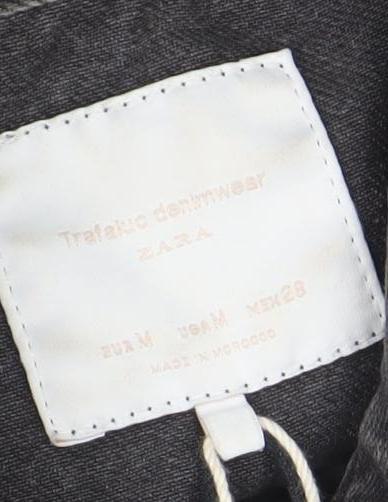 Trafaluc denimwear
ZARA
EUR M USA M MEX 28
MADE IN MOROCCO